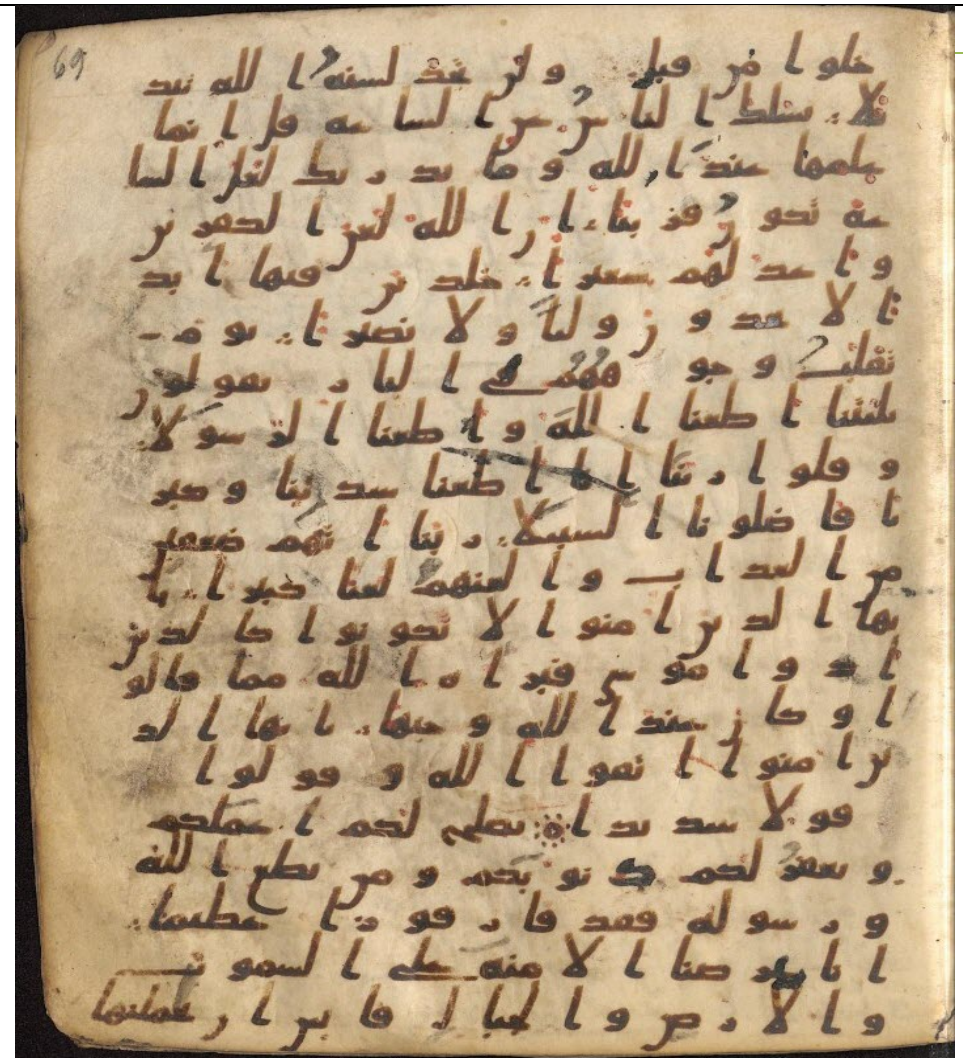 خلوا من قبل ولن تجد لسنة الله تبد
يلا يسئلك الناس عن الساعة قل انما
علمها عند الله وما يدريك لعل السا
عة تكون قريبا ان الله لعن الكفرين
واعد لهم سعيرا خلدين فيها ابد
ا لا يجدون وليا ولا نصيرا يوم
تقلب وجوههم في النار يقولون
يليتنا اطعنا الله واطعنا الرسولا
وقلوا ربنا انا اطعنا سدتنا وكبر
نا فاضلونا السبيلا ربنا اتهم ضعفين
من العذاب والعنهم لعنا كبيرا يا
يها الذين امنوا لا تكونوا كالذين
اذوا موسى فبراه الله مما قالو
ا وكان عند الله وجيها يايها الذ
ين امنوا اتقوا الله وقولوا
قولا سديدا يصلح لكم اعملكم
ويغفر لكم ذنوبكم ومن يطع الله
ورسوله فقد فاز فوزا عظيما
انا عرضنا الامنة على السموت
والارض والجبال فابين ان يحملنها
69